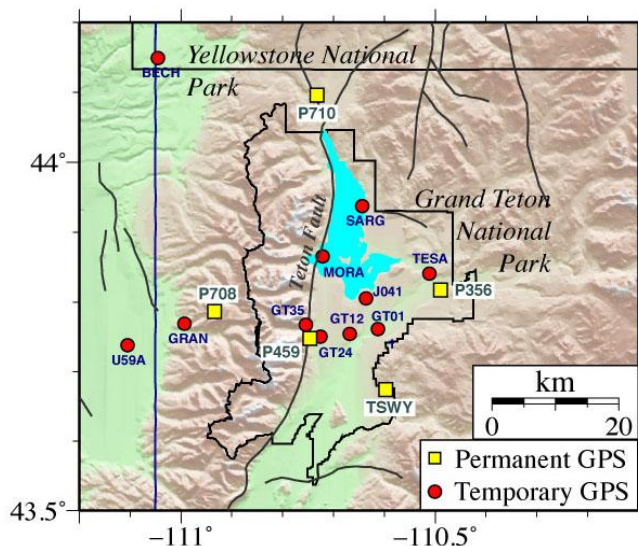 Yellowstone National
Park
BECH
P710
44°
SARG
Grand Teton
National
Park
Teton Fault
MORA
TESA
P356
J041
P708
GT35
GT12
GT01
GRAN
P459
GT24
U59A
TSWY
km
0
20
Permanent GPS
Temporary GPS
43.5°
−111°
−110.5°